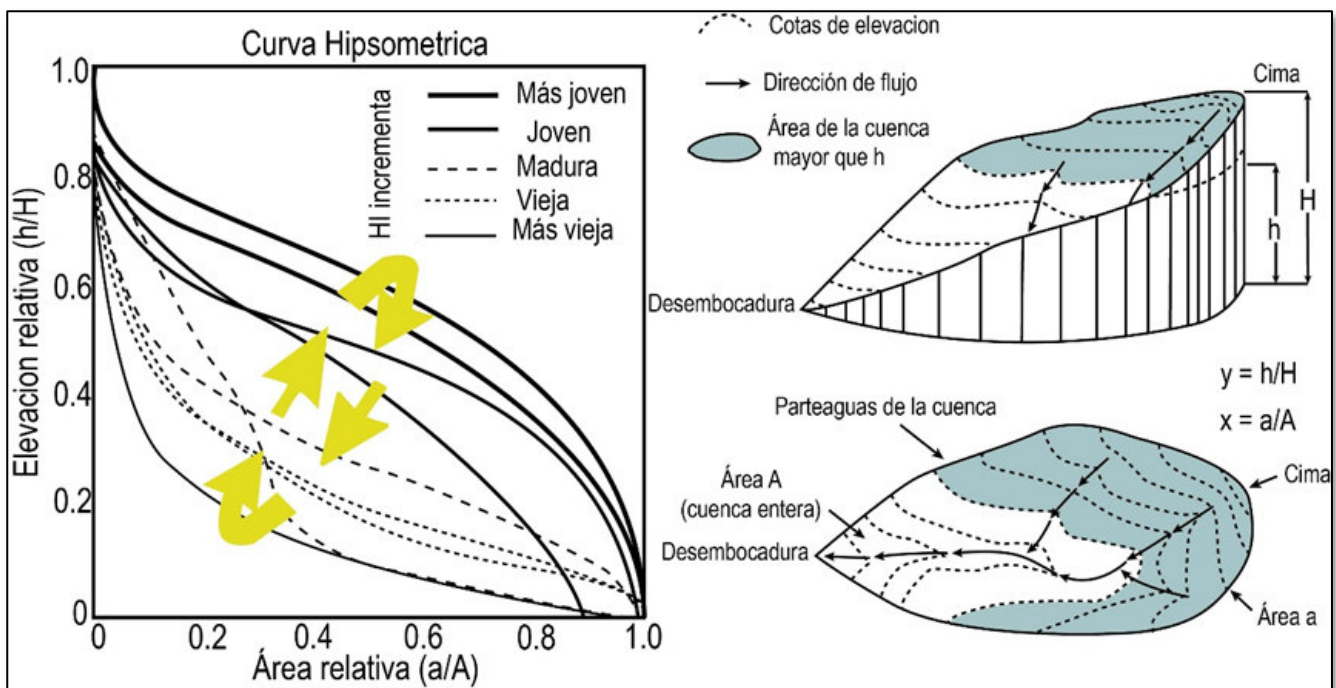 Curva Hipsometrica
1.0
0.8
0.6
0.4
0.2
0
Elevacion relativa (h/H)
HI incrementa
Más joven
Joven
Madura
Vieja
Más vieja
0
0.2
0.4
0.6
0.8
1.0
Área relativa (a/A)
Cotas de elevacion
Dirección de flujo
Área de la cuenca
mayor que h
Cima
H
h
Desembocadura
y = h/H
x = a/A
Parteaguas de la cuenca
Cima
Área A
(cuenca entera)
Desembocadura
Área a